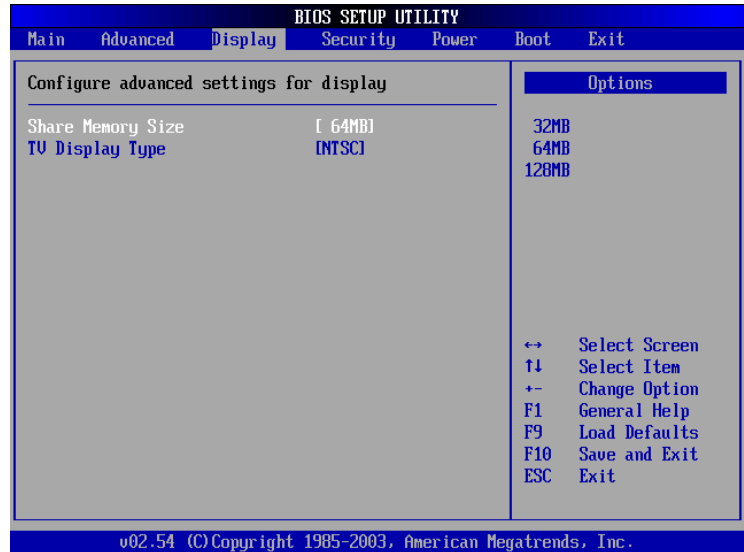 BIOS SETUP UTILITY
Main Advanced Display Security Power Boot Exit
Configure advanced settings for display
Share Memory Size [ 64MB]
TV Display Type [NTSC]
Options
32MB
64MB
128MB
↔ Select Screen
↑↓ Select Item
+- Change Option
F1 General Help
F9 Load Defaults
F10 Save and Exit
ESC Exit
v02.54 (C)Copyright 1985-2003, American Megatrends, Inc.